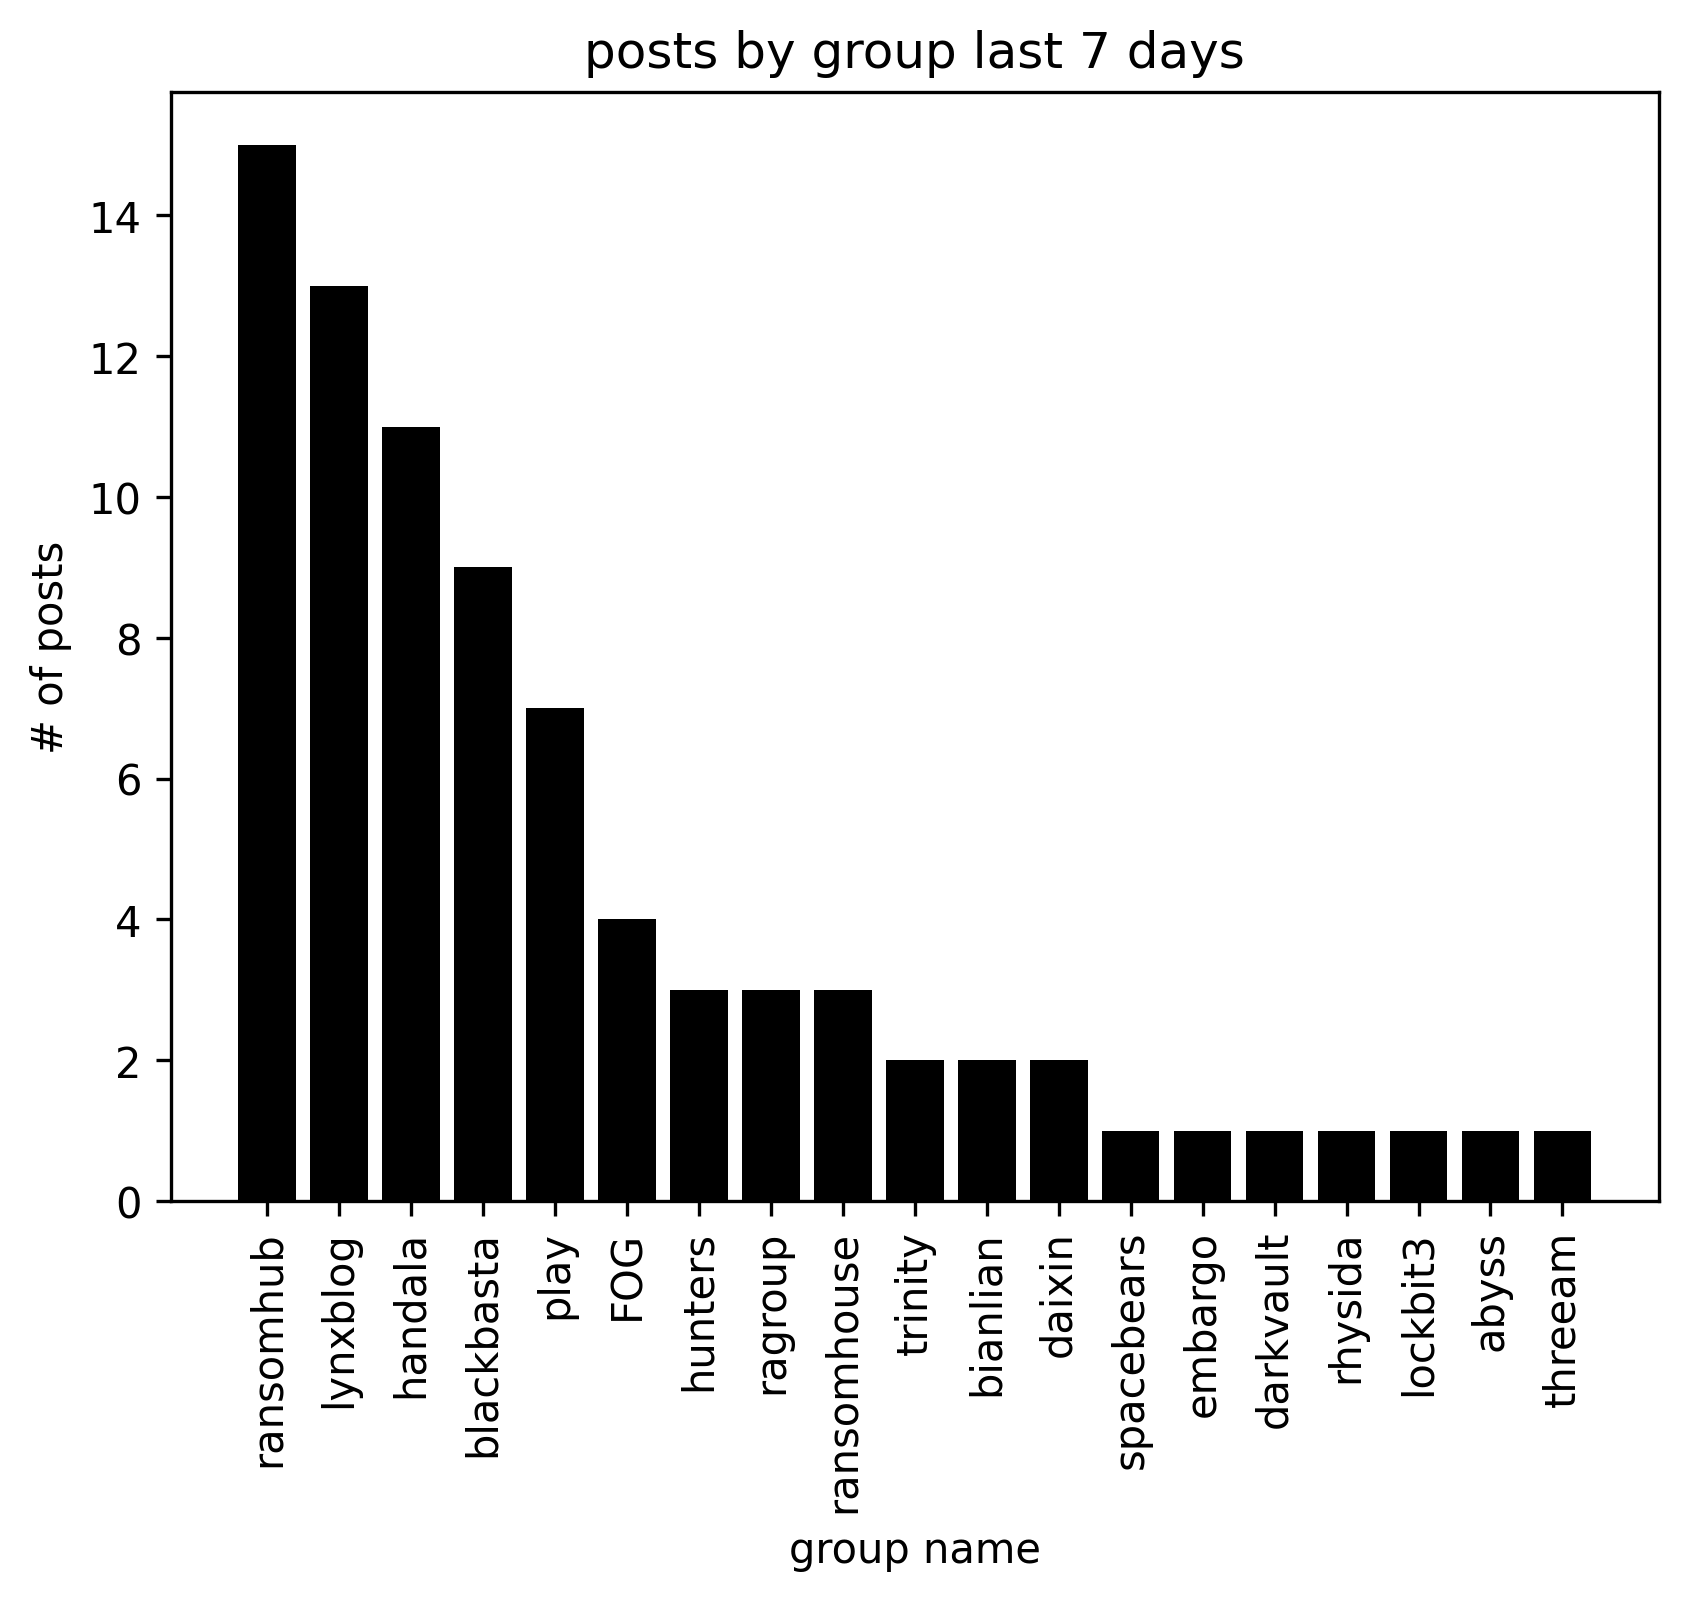 posts by group last 7 days
# of posts
14
12
10
8
6
4
2
0
ransomhub
lynxblog
handala
blackbasta
play
FOG
hunters
ragroup
ransomhouse
trinity
bianlian
daixin
spacebears
embargo
darkvault
rhysida
lockbit3
abyss
threeam
group name